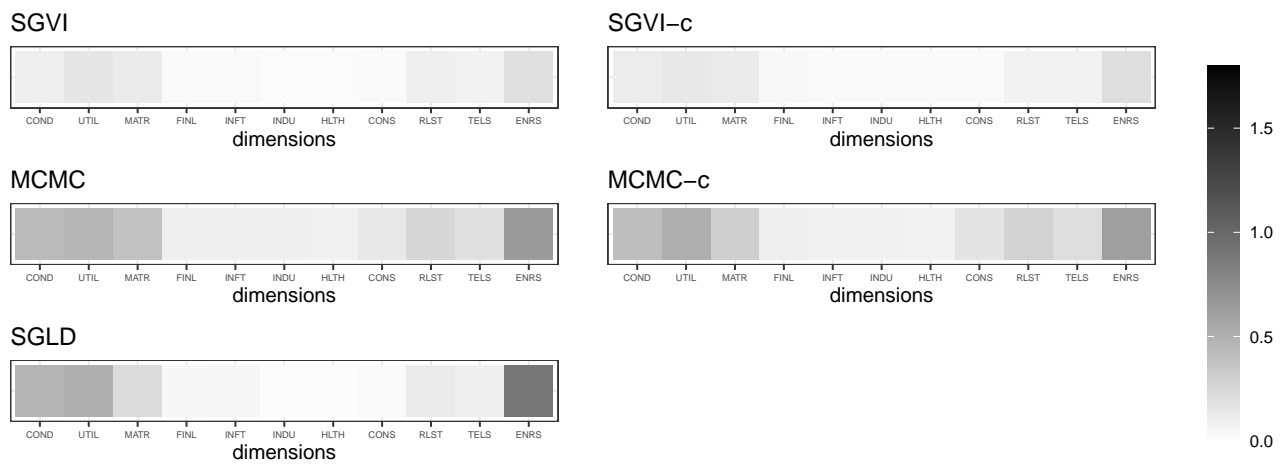 SGVI
COND UTIL MATR FINL INFT INDU HLTH CONS RLST TELS ENRS
dimensions
SGVI−c
COND UTIL MATR FINL INFT INDU HLTH CONS RLST TELS ENRS
dimensions
MCMC
COND UTIL MATR FINL INFT INDU HLTH CONS RLST TELS ENRS
dimensions
MCMC−c
COND UTIL MATR FINL INFT INDU HLTH CONS RLST TELS ENRS
dimensions
SGLD
COND UTIL MATR FINL INFT INDU HLTH CONS RLST TELS ENRS
dimensions
1.5
1.0
0.5
0.0